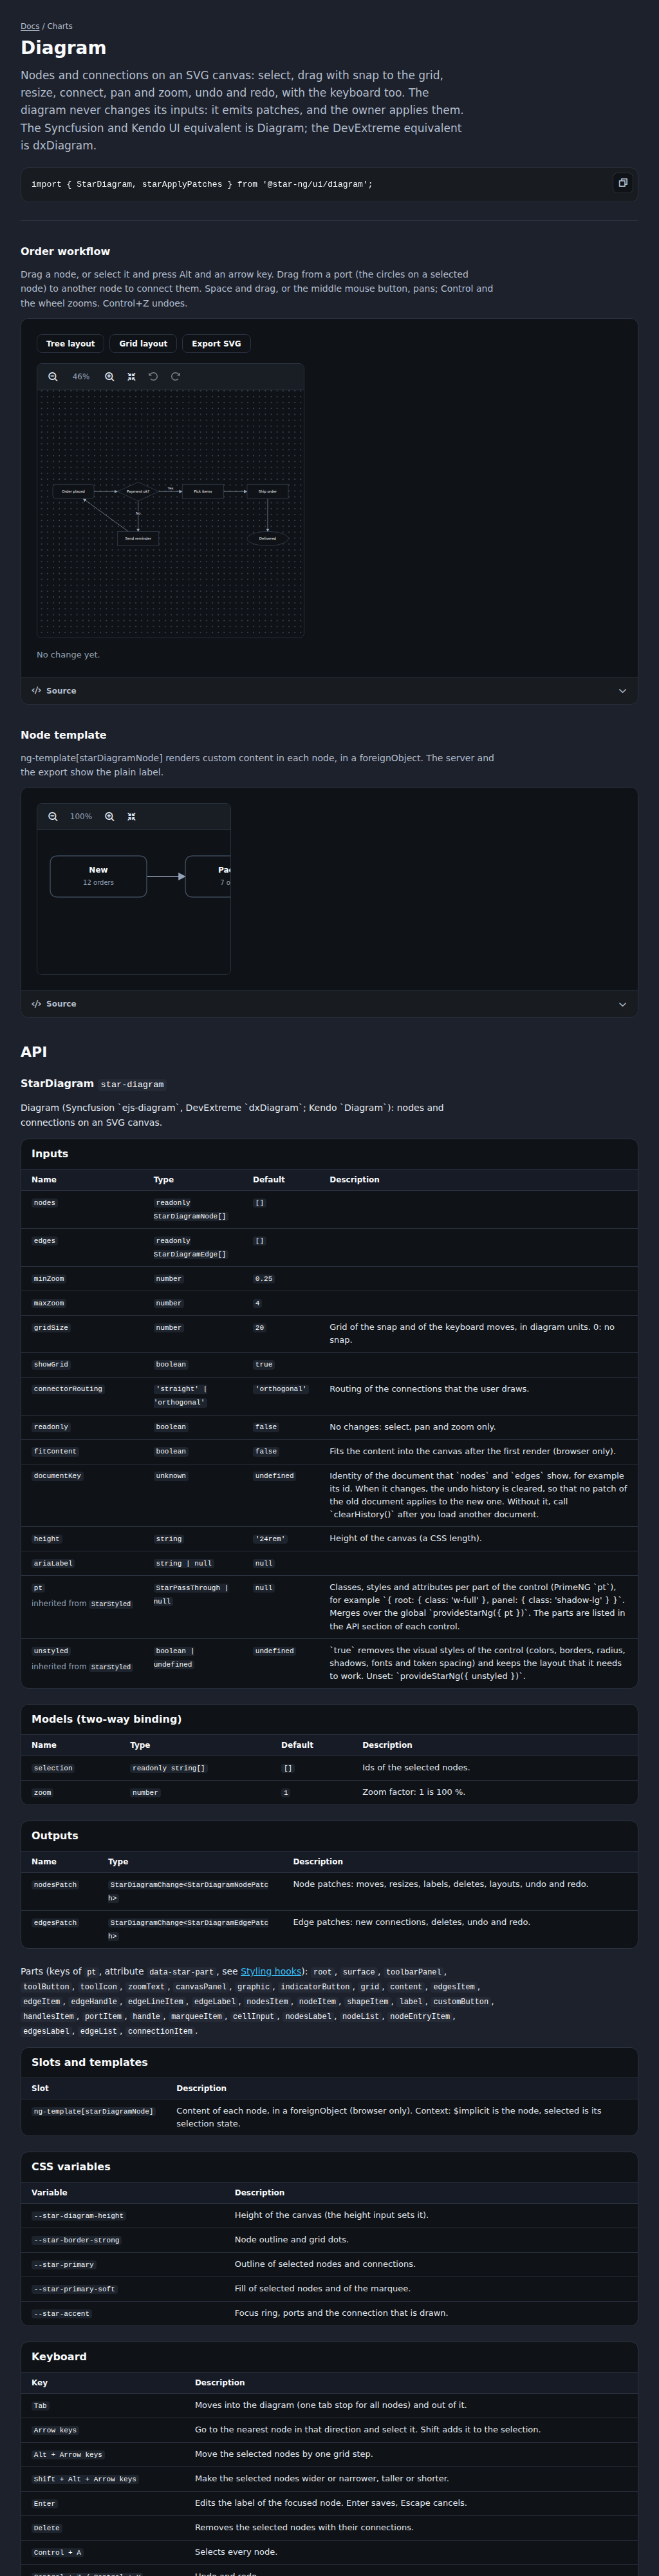 Docs / Charts
Diagram
Nodes and connections on an SVG canvas: select, drag with snap to the grid,
resize, connect, pan and zoom, undo and redo, with the keyboard too. The
diagram never changes its inputs: it emits patches, and the owner applies them.
The Syncfusion and Kendo UI equivalent is Diagram; the DevExtreme equivalent
is dxDiagram.
import { StarDiagram, starApplyPatches } from '@star-ng/ui/diagram';
Order workflow
Drag a node, or select it and press Alt and an arrow key. Drag from a port (the circles on a selected
node) to another node to connect them. Space and drag, or the middle mouse button, pans; Control and
the wheel zooms. Control+Z undoes.
Tree layout Grid layout Export SVG
46%
Order placed Payment ok? Yes Pick items Ship order
No
Send reminder Delivered
No change yet.
Source
Node template
ng-template[starDiagramNode] renders custom content in each node, in a foreignObject. The server and
the export show the plain label.
100%
New Pac
12 orders 7 o
Source
API
StarDiagram star-diagram
Diagram (Syncfusion `ejs-diagram`, DevExtreme `dxDiagram`; Kendo `Diagram`): nodes and
connections on an SVG canvas.
Inputs
Name Type Default Description
nodes readonly StarDiagramNode[] []
edges readonly StarDiagramEdge[] []
minZoom number 0.25
maxZoom number 4
gridSize number 20 Grid of the snap and of the keyboard moves, in diagram units. 0: no
snap.
showGrid boolean true
connectorRouting 'straight' | 'orthogonal' 'orthogonal' Routing of the connections that the user draws.
readonly boolean false No changes: select, pan and zoom only.
fitContent boolean false Fits the content into the canvas after the first render (browser only).
documentKey unknown undefined Identity of the document that `nodes` and `edges` show, for example
its id. When it changes, the undo history is cleared, so that no patch of
the old document applies to the new one. Without it, call
`clearHistory()` after you load another document.
height string '24rem' Height of the canvas (a CSS length).
ariaLabel string | null null
pt StarPassThrough | null null Classes, styles and attributes per part of the control (PrimeNG `pt`), for
inherited from StarStyled example `{ root: { class: 'w-full' }, panel: { class: 'shadow-lg' } }`.
Merges over the global `provideStarNg({ pt })`. The parts are listed in
the API section of each control.
unstyled boolean | undefined undefined `true` removes the visual styles of the control (colors, borders, radius,
inherited from StarStyled shadows, fonts and token spacing) and keeps the layout that it needs
to work. Unset: `provideStarNg({ unstyled })`.
Models (two-way binding)
Name Type Default Description
selection readonly string[] [] Ids of the selected nodes.
zoom number 1 Zoom factor: 1 is 100 %.
Outputs
Name Type Description
nodesPatch StarDiagramChange<StarDiagramNodePatch> Node patches: moves, resizes, labels, deletes, layouts, undo and redo.
edgesPatch StarDiagramChange<StarDiagramEdgePatch> Edge patches: new connections, deletes, undo and redo.
Parts (keys of pt, attribute data-star-part, see Styling hooks): root, surface, toolbarPanel,
toolButton, toolIcon, zoomText, canvasPanel, graphic, indicatorButton, grid, content, edgesItem,
edgeItem, edgeHandle, edgeLineItem, edgeLabel, nodesItem, nodeItem, shapeItem, label, customButton,
handlesItem, portItem, handle, marqueeItem, cellInput, nodesLabel, nodeList, nodeEntryItem,
edgesLabel, edgeList, connectionItem.
Slots and templates
Slot Description
ng-template[starDiagramNode] Content of each node, in a foreignObject (browser only). Context: $implicit is the node, selected is its
selection state.
CSS variables
Variable Description
--star-diagram-height Height of the canvas (the height input sets it).
--star-border-strong Node outline and grid dots.
--star-primary Outline of selected nodes and connections.
--star-primary-soft Fill of selected nodes and of the marquee.
--star-accent Focus ring, ports and the connection that is drawn.
Keyboard
Key Description
Tab Moves into the diagram (one tab stop for all nodes) and out of it.
Arrow keys Go to the nearest node in that direction and select it. Shift adds it to the selection.
Alt + Arrow keys Move the selected nodes by one grid step.
Shift + Alt + Arrow keys Make the selected nodes wider or narrower, taller or shorter.
Enter Edits the label of the focused node. Enter saves, Escape cancels.
Delete Removes the selected nodes with their connections.
Control + A Selects every node.